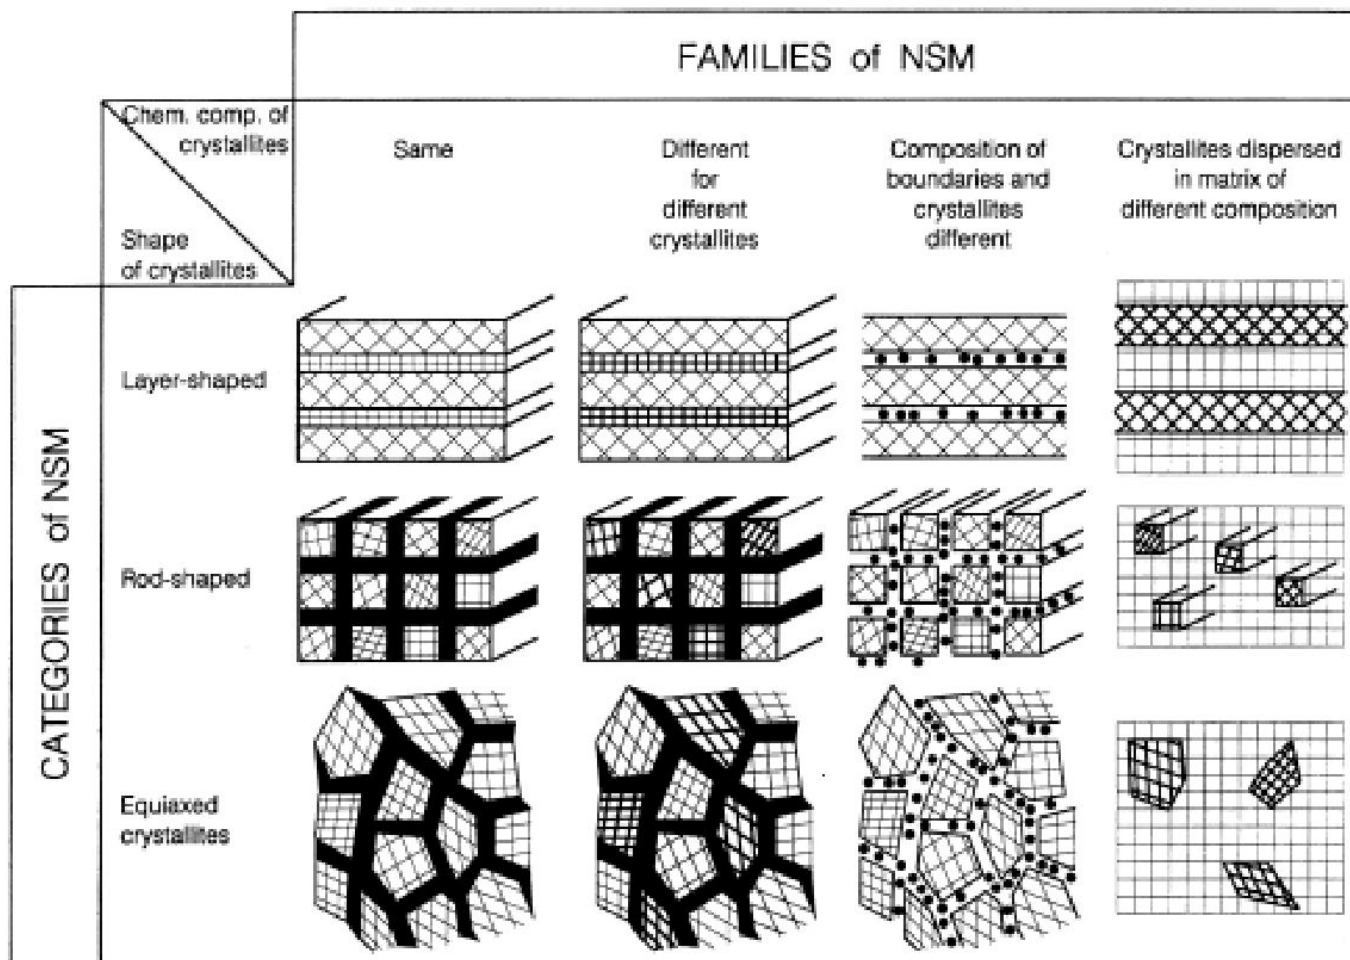 FAMILIES of NSM
Chem. comp. of
crystallites
Shape
of crystallites
Same
Different
for
different
crystallites
Composition of
boundaries and
crystallites
different
Crystallites dispersed
in matrix of
different composition
CATEGORIES of NSM
Layer-shaped
Rod-shaped
Equiaxed
crystallites